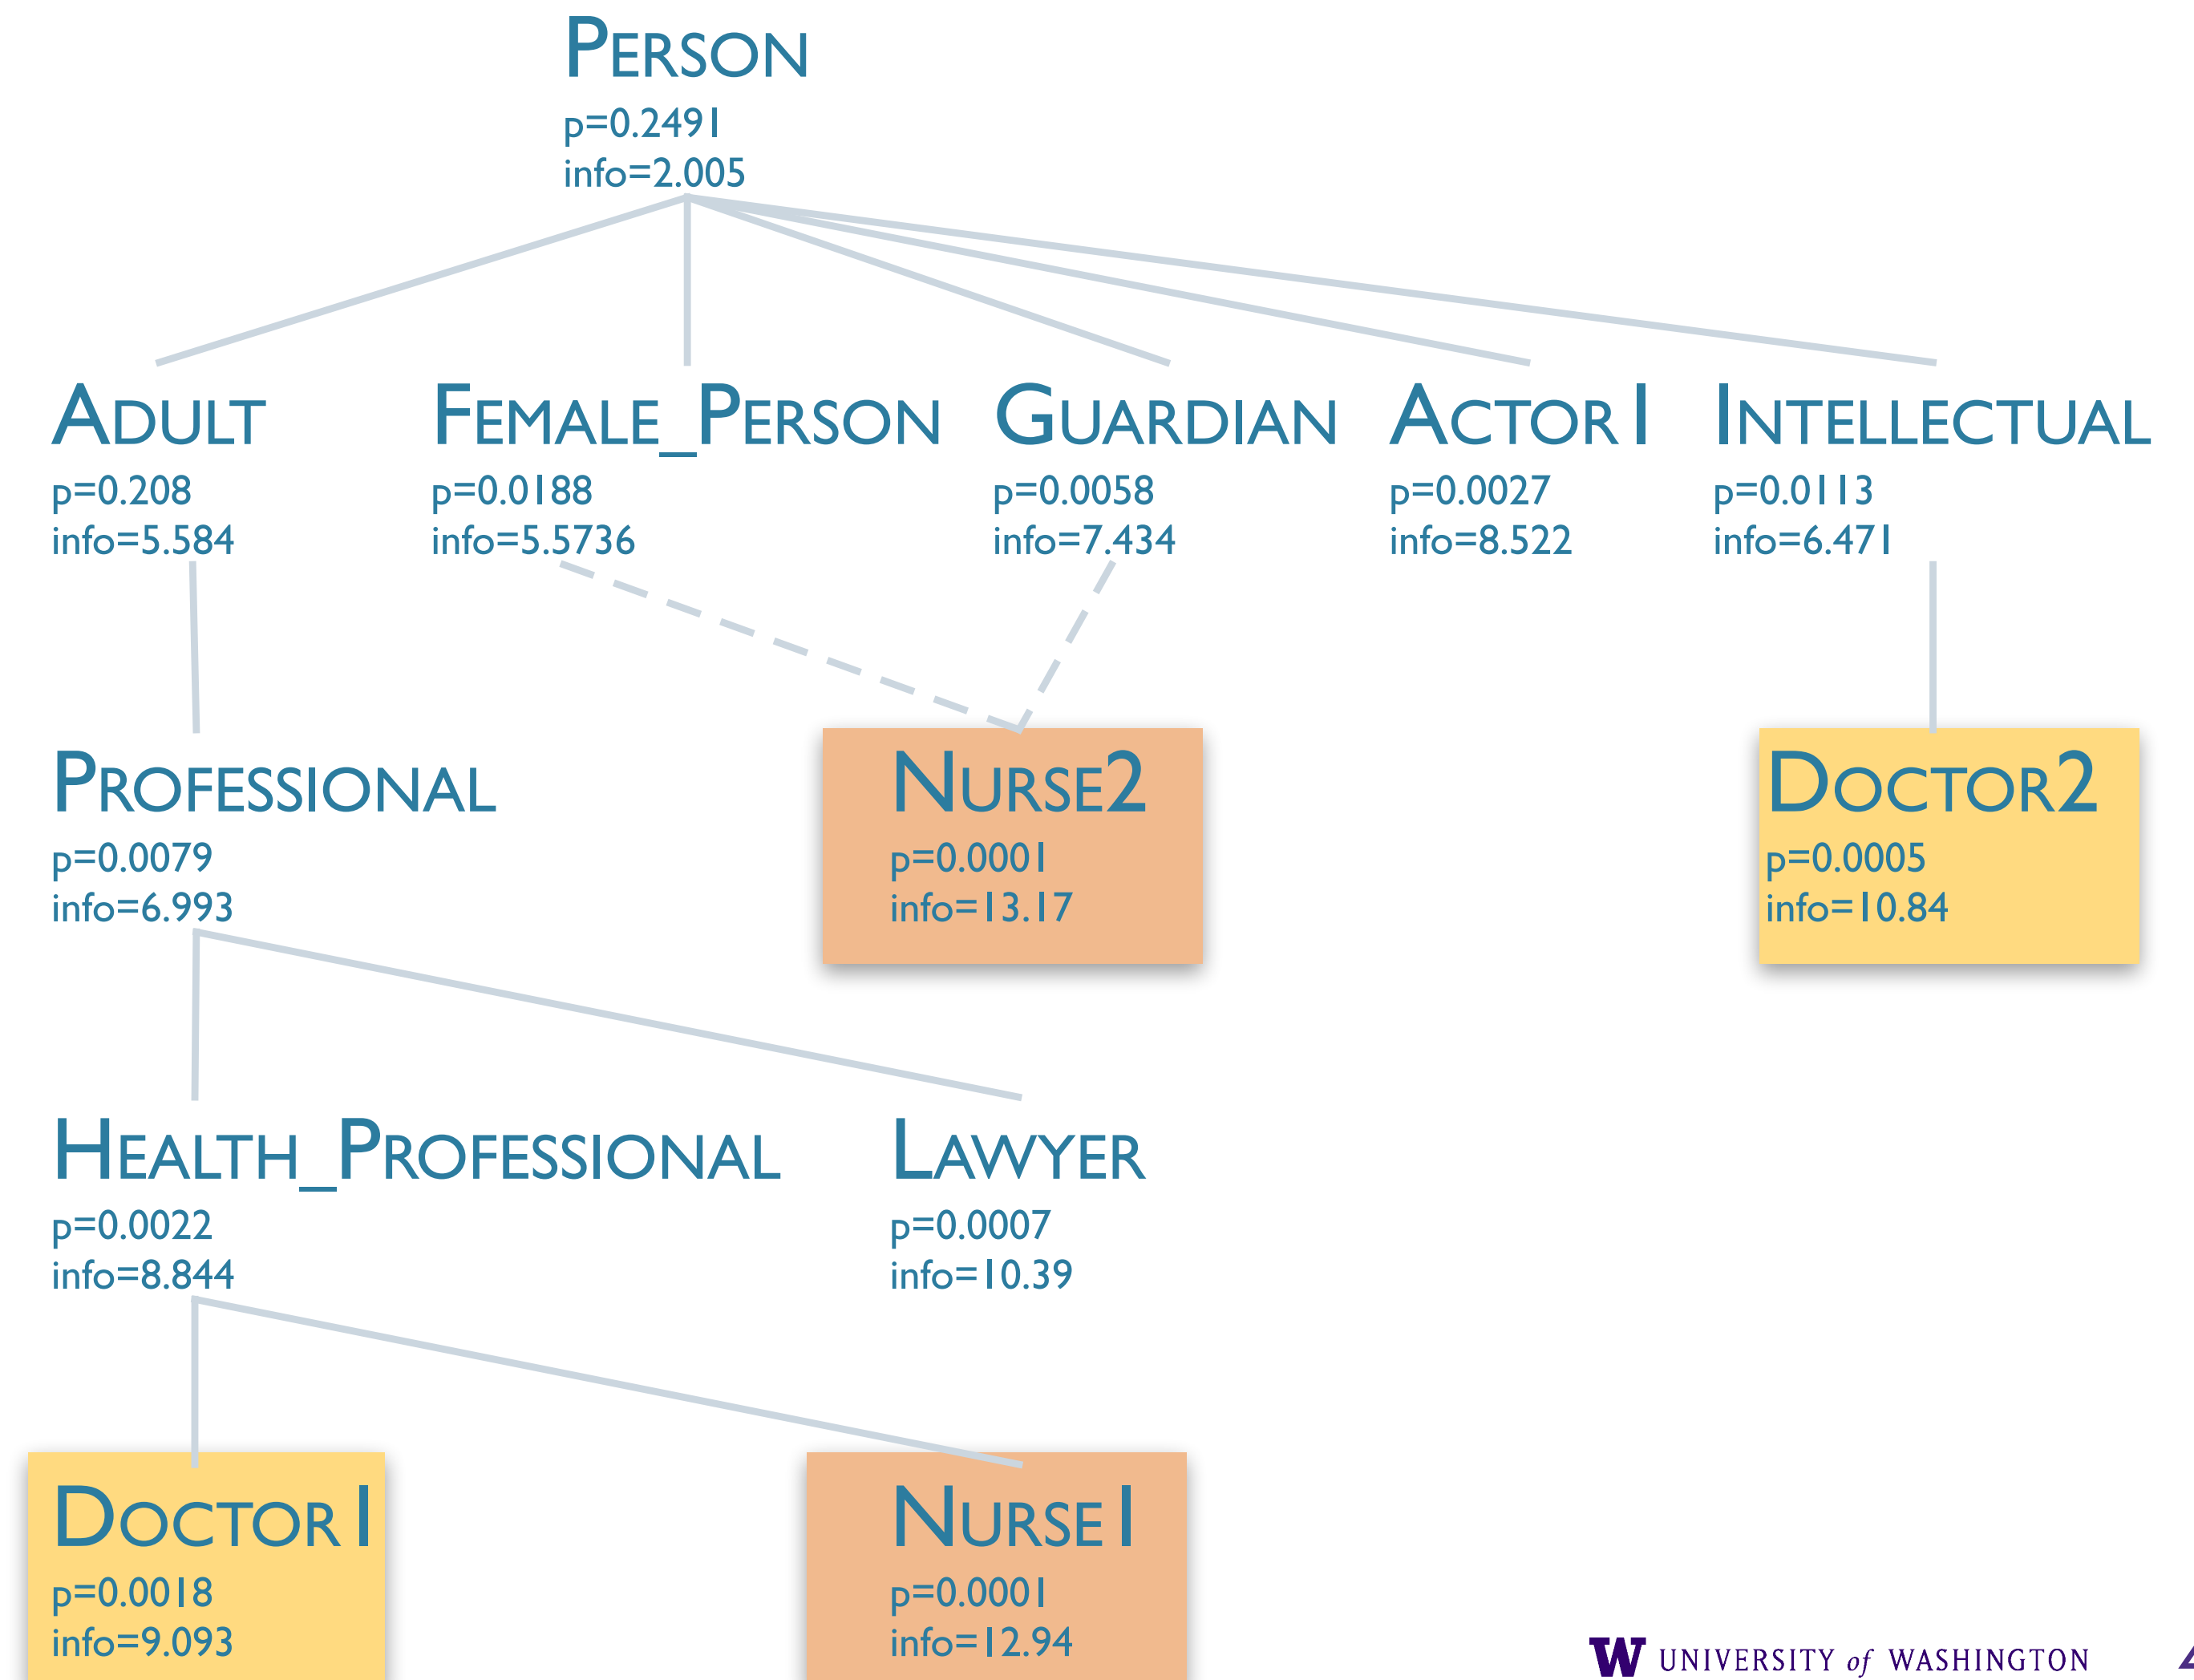 PERSON
p=0.2491
info=2.005
ADULT FEMALE_PERSON GUARDIAN ACTOR1 INTELLECTUAL
p=0.208 p=0.0188 p=0.0058 p=0.0027 p=0.0113
info=5.584 info=5.5736 info=7.434 info=8.522 info=6.471
PROFESSIONAL NURSE2 DOCTOR2
p=0.0079 p=0.0001 p=0.0005
info=6.993 info=13.17 info=10.84
HEALTH_PROFESSIONAL LAWYER
p=0.0022 p=0.0007
info=8.844 info=10.39
DOCTOR1 NURSE1
p=0.0018 p=0.0001
info=9.093 info=12.94
W UNIVERSITY of WASHINGTON